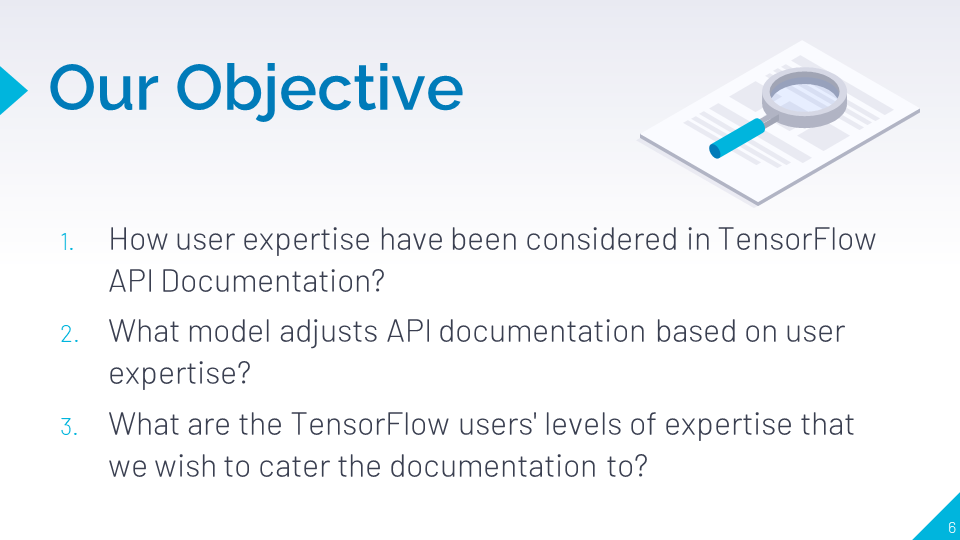 Our Objective
1. How user expertise have been considered in TensorFlow
API Documentation?
2. What model adjusts API documentation based on user
expertise?
3. What are the TensorFlow users' levels of expertise that
we wish to cater the documentation to?
6